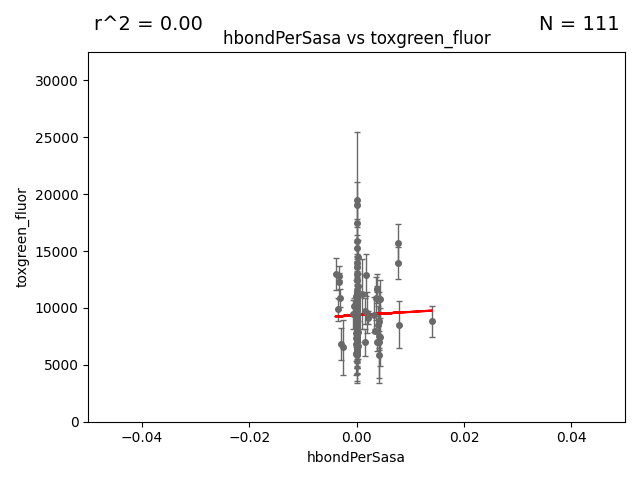 r^2 = 0.00
N = 111
hbondPerSasa vs toxgreen_fluor
30000
25000
20000
15000
10000
5000
0
toxgreen_fluor
−0.04
−0.02
0.00
0.02
0.04
hbondPerSasa